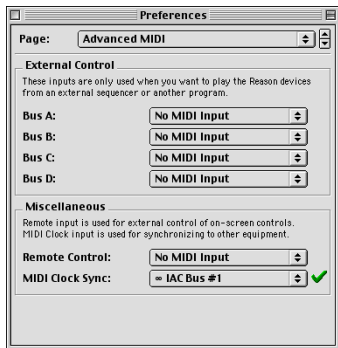 Preferences
Page: Advanced MIDI
External Control
These inputs are only used when you want to play the Reason devices
from an external sequencer or another program.
Bus A: No MIDI Input
Bus B: No MIDI Input
Bus C: No MIDI Input
Bus D: No MIDI Input
Miscellaneous
Remote input is used for external control of on-screen controls.
MIDI Clock input is used for synchronizing to other equipment.
Remote Control: No MIDI Input
MIDI Clock Sync: ∞ IAC Bus #1